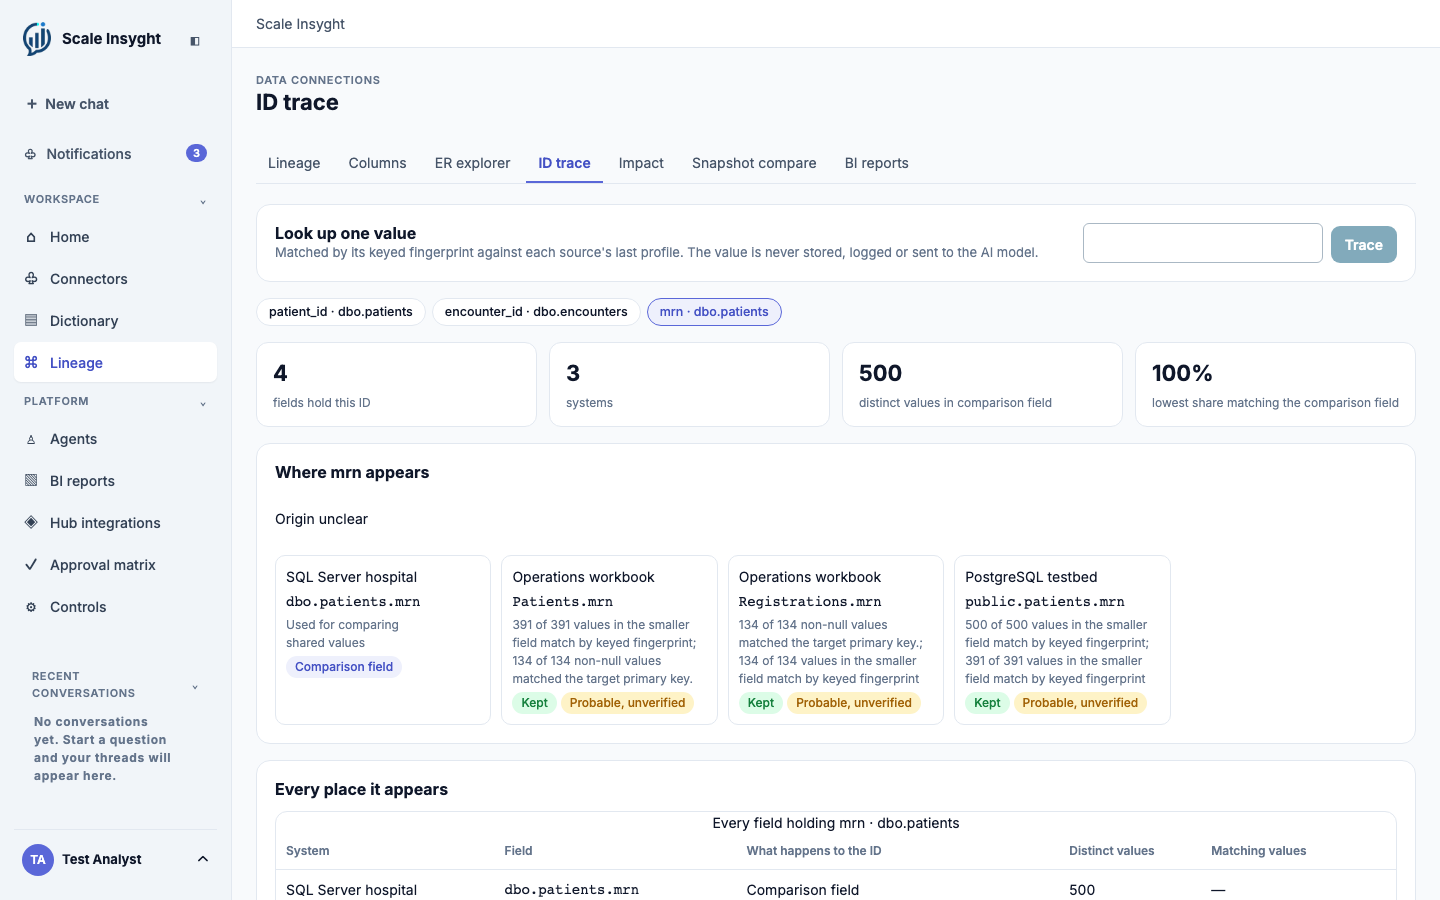 Scale Insyght
Scale Insyght
+ New chat
Notifications
3
WORKSPACE
Home
Connectors
Dictionary
Lineage
PLATFORM
Agents
BI reports
Hub integrations
Approval matrix
Controls
RECENT
CONVERSATIONS
No conversations
yet. Start a question
and your threads will
appear here.
TA
Test Analyst
DATA CONNECTIONS
ID trace
Lineage
Columns
ER explorer
ID trace
Impact
Snapshot compare
BI reports
Look up one value
Matched by its keyed fingerprint against each source's last profile. The value is never stored, logged or sent to the AI model.
Trace
patient_id · dbo.patients
encounter_id · dbo.encounters
mrn · dbo.patients
4
fields hold this ID
3
systems
500
distinct values in comparison field
100%
lowest share matching the comparison field
Where mrn appears
Origin unclear
SQL Server hospital
dbo.patients.mrn
Used for comparing
shared values
Comparison field
Operations workbook
Patients.mrn
391 of 391 values in the smaller
field match by keyed fingerprint;
134 of 134 non-null values
matched the target primary key.
Kept
Probable, unverified
Operations workbook
Registrations.mrn
134 of 134 non-null values
matched the target primary key.;
134 of 134 values in the smaller
field match by keyed fingerprint
Kept
Probable, unverified
PostgreSQL testbed
public.patients.mrn
500 of 500 values in the smaller
field match by keyed fingerprint;
391 of 391 values in the smaller
field match by keyed fingerprint
Kept
Probable, unverified
Every place it appears
Every field holding mrn · dbo.patients
System
Field
What happens to the ID
Distinct values
Matching values
SQL Server hospital
dbo.patients.mrn
Comparison field
500
—